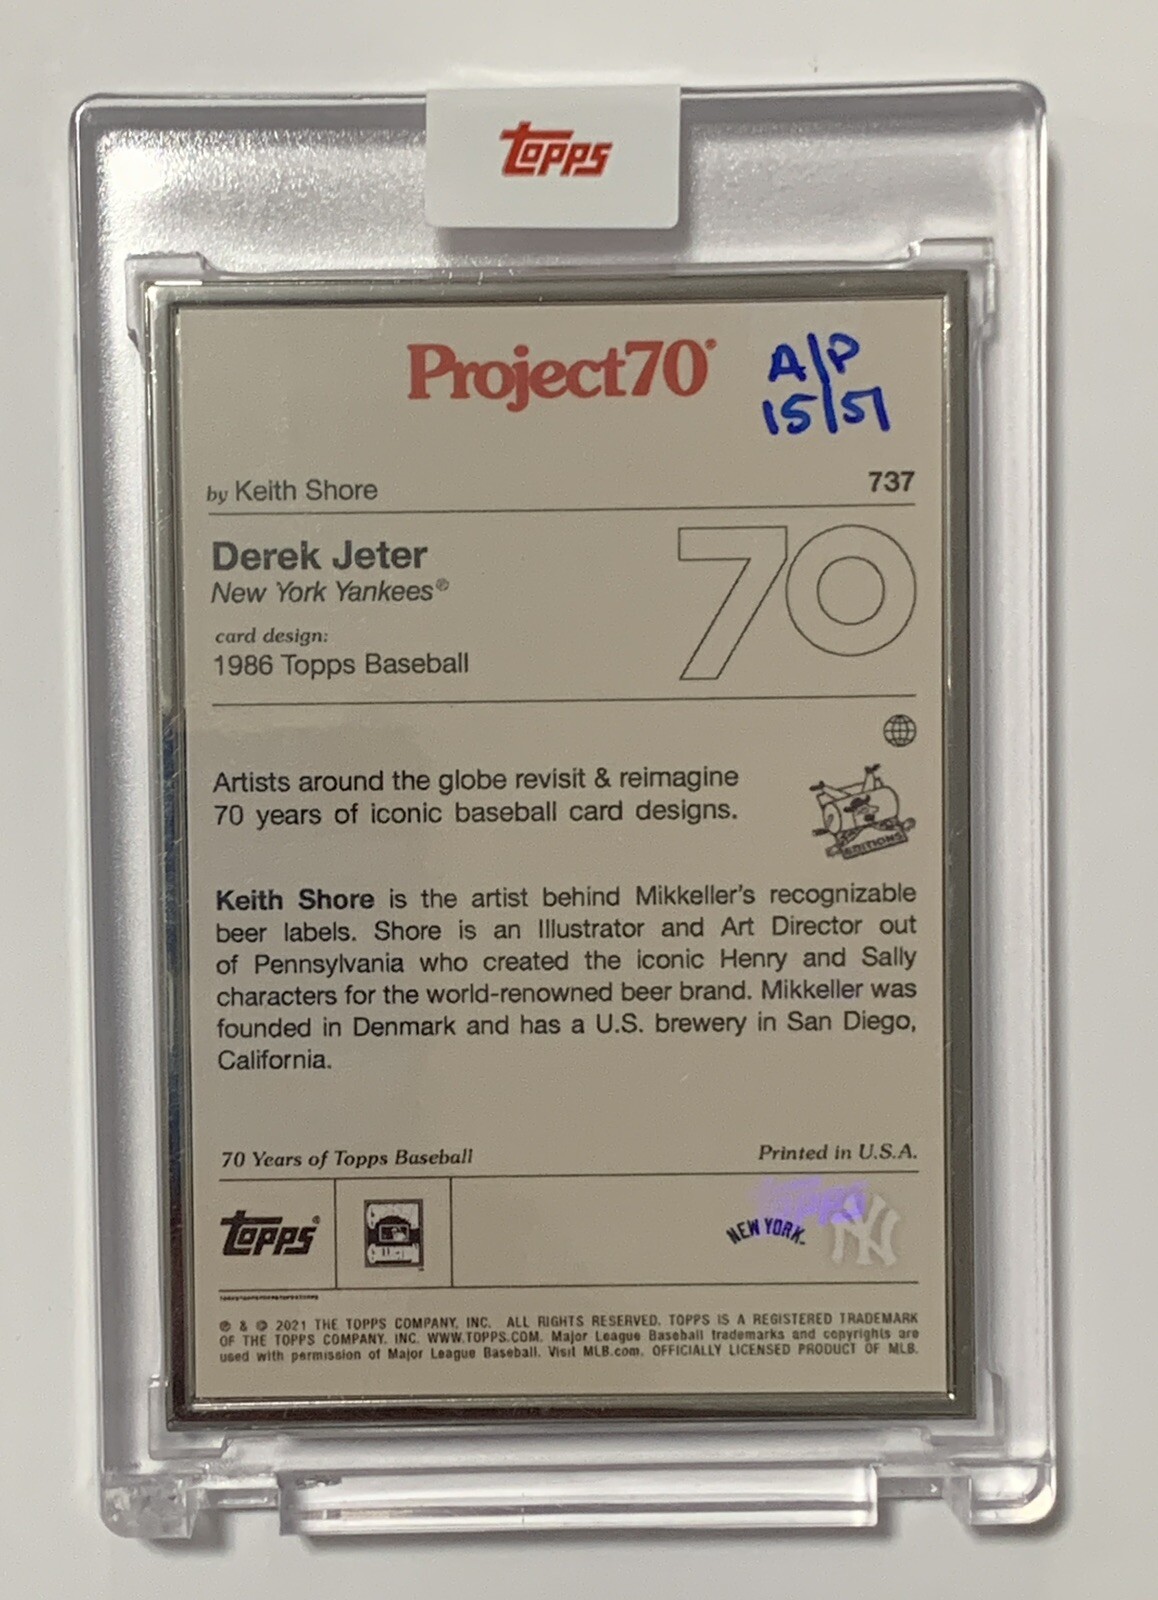 Topps
Project70®
A/P
15/51
by Keith Shore
737
Derek Jeter
New York Yankees®
card design:
1986 Topps Baseball
70
Artists around the globe revisit & reimagine
70 years of iconic baseball card designs.
EDITIONS
Keith Shore is the artist behind Mikkeller's recognizable
beer labels. Shore is an Illustrator and Art Director out
of Pennsylvania who created the iconic Henry and Sally
characters for the world-renowned beer brand. Mikkeller was
founded in Denmark and has a U.S. brewery in San Diego,
California.
70 Years of Topps Baseball
Printed in U.S.A.
Topps®
COLLECTION
NEW YORK
NY
® & © 2021 THE TOPPS COMPANY, INC. ALL RIGHTS RESERVED. TOPPS IS A REGISTERED TRADEMARK
OF THE TOPPS COMPANY, INC. WWW.TOPPS.COM. Major League Baseball trademarks and copyrights are
used with permission of Major League Baseball. Visit MLB.com. OFFICIALLY LICENSED PRODUCT OF MLB.